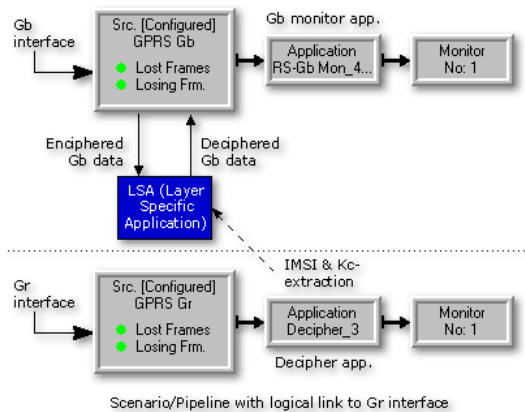 Gb
interface
Src. [Configured]
GPRS Gb
Lost Frames
Losing Frm.
Gb monitor app.
Application
RS-Gb Mon_4...
Monitor
No: 1
Enciphered
Gb data
Deciphered
Gb data
LSA (Layer
Specific
Application)
IMSI & Kc-
extraction
Gr
interface
Src. [Configured]
GPRS Gr
Lost Frames
Losing Frm.
Application
Decipher_3
Decipher app.
Monitor
No: 1
Scenario/Pipeline with logical link to Gr interface